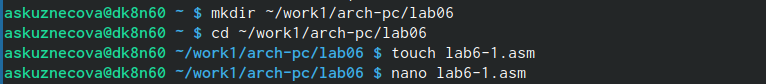 askuznecova@dk8n60 ~ $ mkdir ~/work1/arch-pc/lab06
askuznecova@dk8n60 ~ $ cd ~/work1/arch-pc/lab06
askuznecova@dk8n60 ~/work1/arch-pc/lab06 $ touch lab6-1.asm
askuznecova@dk8n60 ~/work1/arch-pc/lab06 $ nano lab6-1.asm